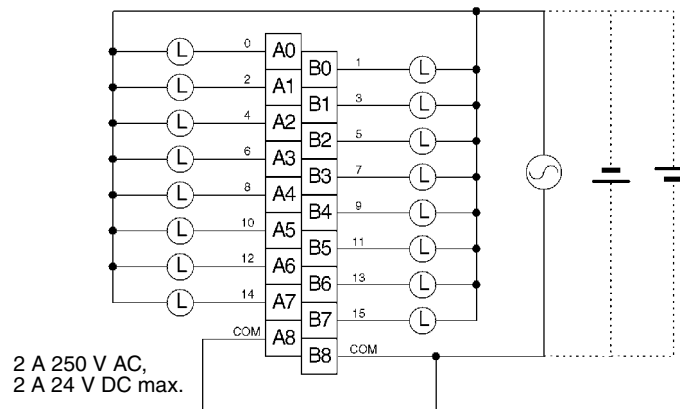 0 L A0
B0 1 L
2 L A1
B1 3 L
4 L A2
B2 5 L
6 L A3
B3 7 L
8 L A4
B4 9 L
10 L A5
B5 11 L
12 L A6
B6 13 L
14 L A7
B7 15 L
COM A8
B8 COM
2 A 250 V AC,
2 A 24 V DC max.